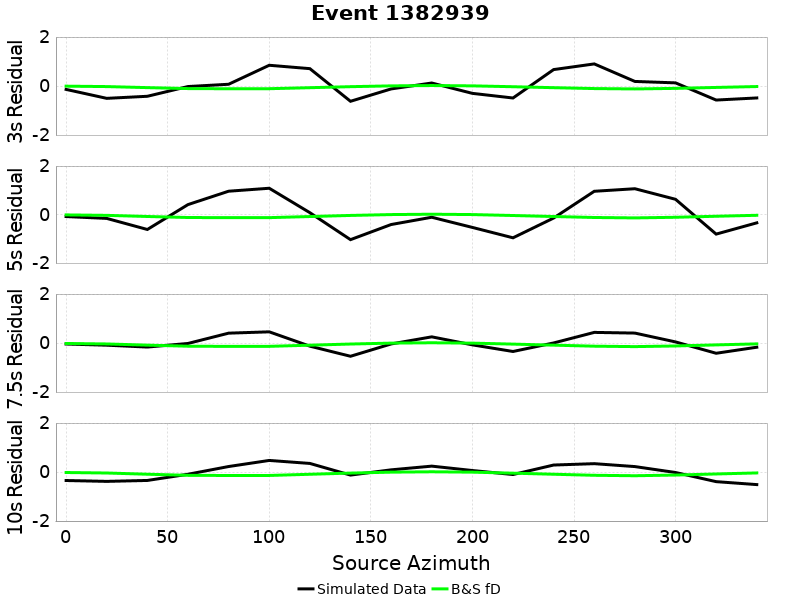 Event 1382939
3s Residual
2
0
-2
5s Residual
2
0
-2
7.5s Residual
2
0
-2
10s Residual
2
0
-2
0 50 100 150 200 250 300
Source Azimuth
Simulated Data B&S fD